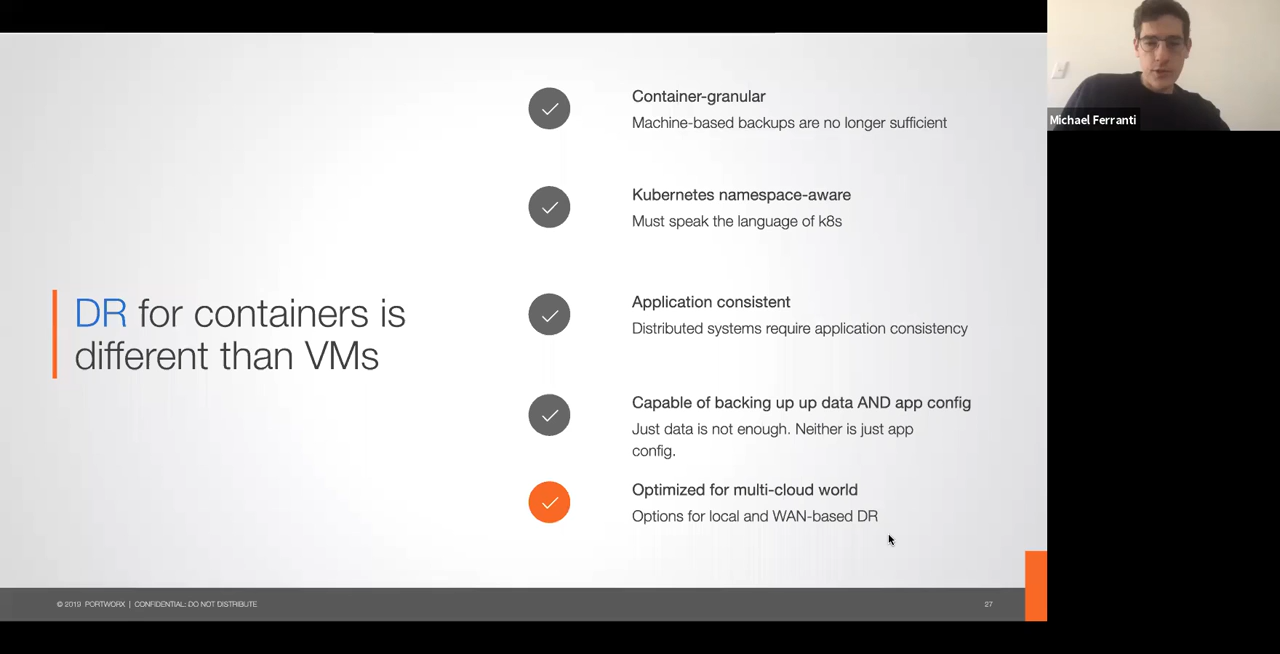 Container-granular
Machine-based backups are no longer sufficient
Kubernetes namespace-aware
Must speak the language of k8s
DR for containers is
different than VMs
Application consistent
Distributed systems require application consistency
Capable of backing up up data AND app config
Just data is not enough. Neither is just app
config.
Optimized for multi-cloud world
Options for local and WAN-based DR
© 2019 PORTWORX | CONFIDENTIAL: DO NOT DISTRIBUTE
27
Michael Ferranti